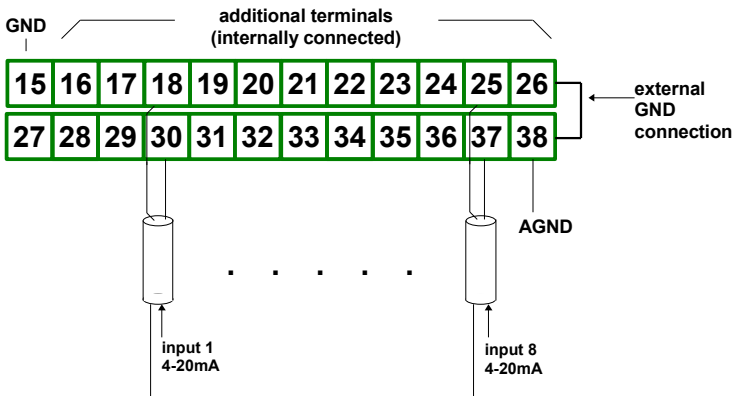 GND
additional terminals
(internally connected)
15 16 17 18 19 20 21 22 23 24 25 26
27 28 29 30 31 32 33 34 35 36 37 38
external
GND
connection
AGND
input 1
4-20mA
input 8
4-20mA